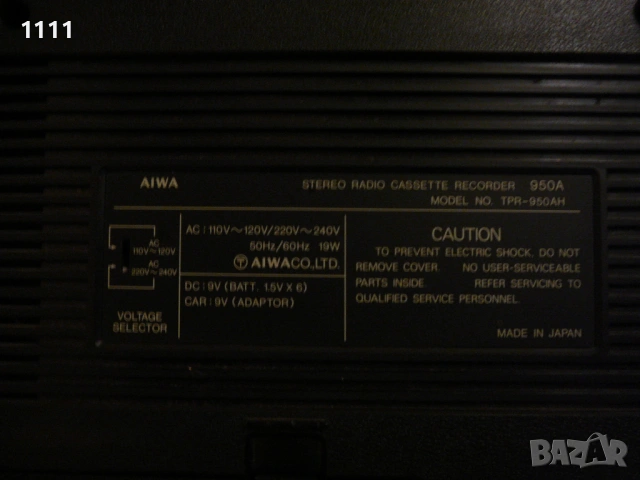 1111
AIWA
STEREO RADIO CASSETTE RECORDER 950A
MODEL NO. TPR-950AH
AC
110V~120V
AC
220V~240V
VOLTAGE
SELECTOR
AC : 110V~120V/220V~240V
50Hz/60Hz 19W
AIWA CO.,LTD.
DC : 9V (BATT. 1.5V X 6)
CAR : 9V (ADAPTOR)
CAUTION
TO PREVENT ELECTRIC SHOCK, DO NOT
REMOVE COVER. NO USER-SERVICEABLE
PARTS INSIDE. REFER SERVICING TO
QUALIFIED SERVICE PERSONNEL.
MADE IN JAPAN
BAZAR